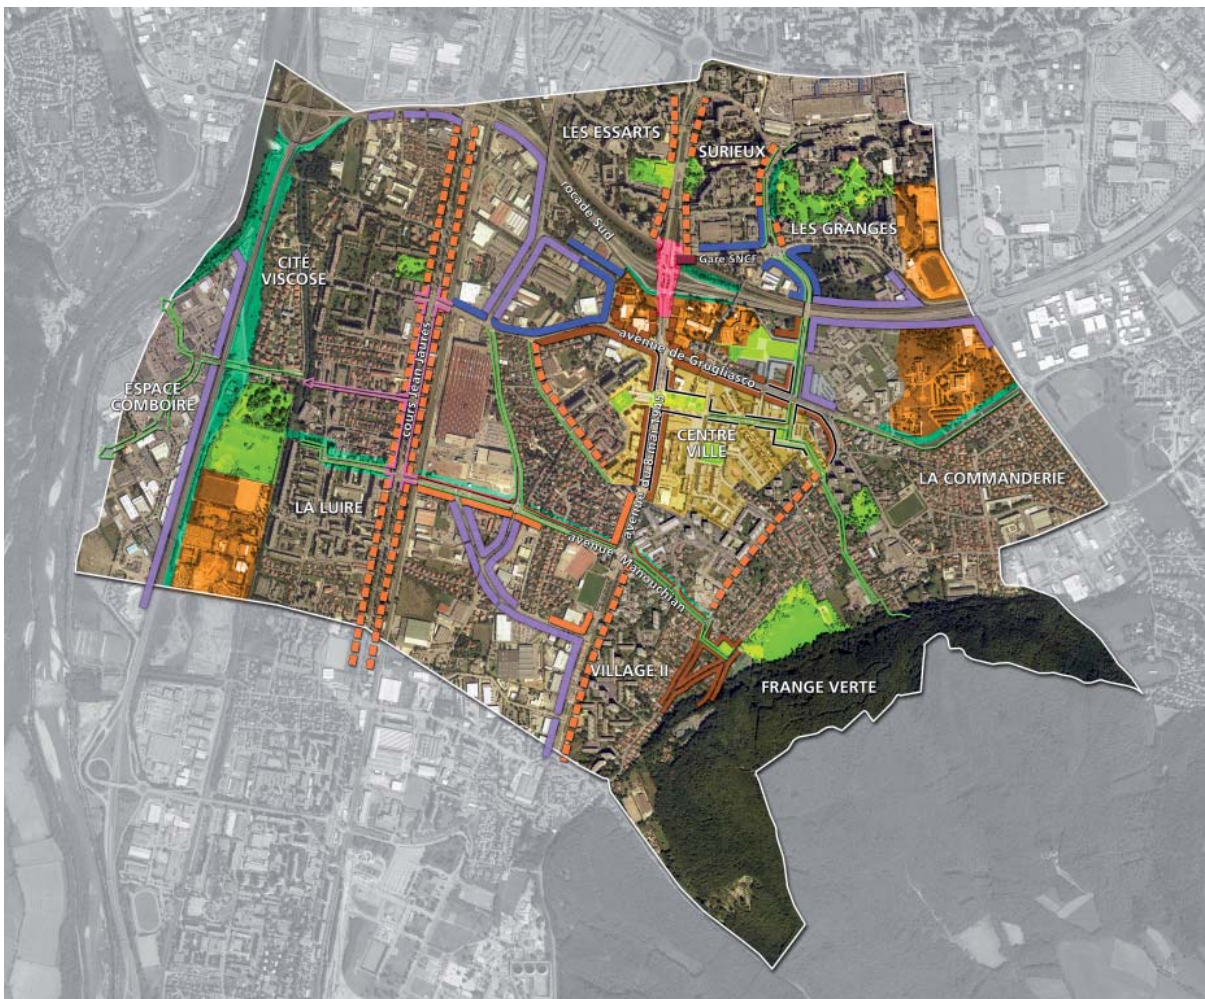 LES ESSARTS
SURIEUX
rocade Sud
LES GRANGES
Gare SNCF
CITÉ
VISCOSE
cours Jean Jaurès
avenue de Grugliasco
ESPACE
COMBOIRE
avenue du 8 mai 1945
CENTRE
VILLE
LA COMMANDERIE
LA LUIRE
avenue Manouchian
VILLAGE II
FRANGE VERTE